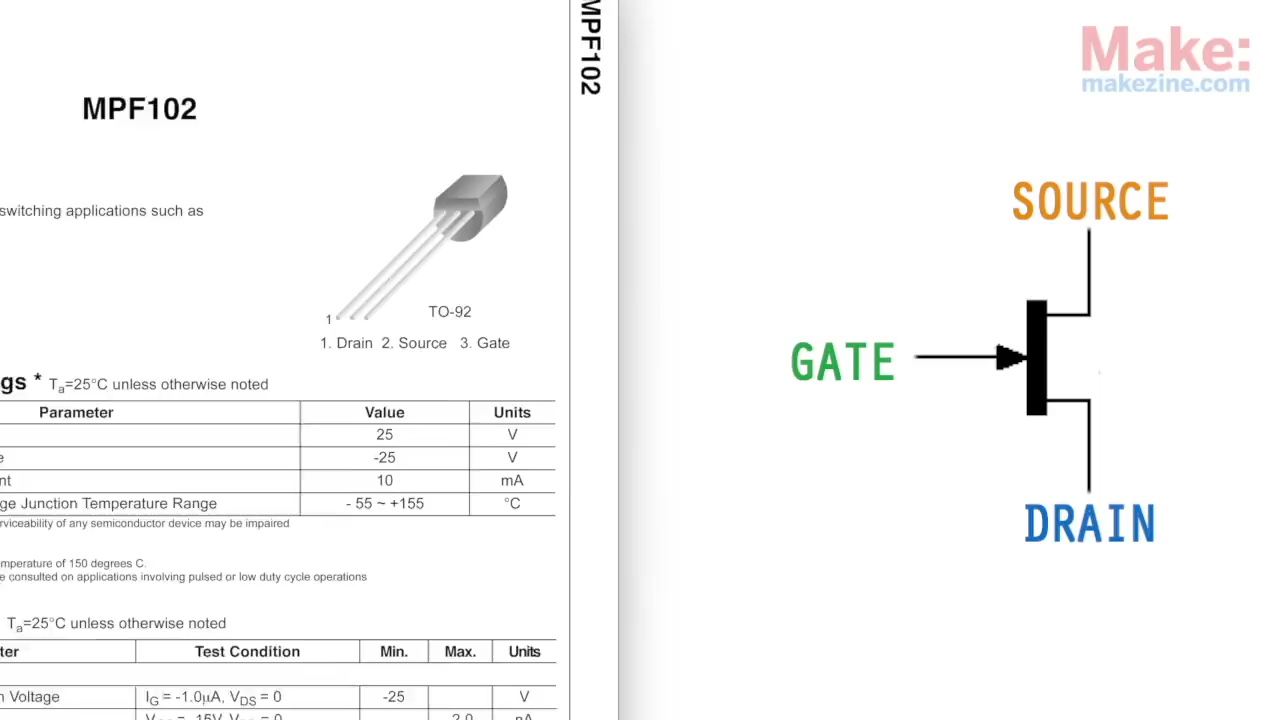 MPF102
MPF102
switching applications such as
1
TO-92
1. Drain 2. Source 3. Gate
gs * Ta=25°C unless otherwise noted
Parameter Value Units
25 V
e -25 V
nt 10 mA
ge Junction Temperature Range - 55 ~ +155 °C
rviceability of any semiconductor device may be impaired
mperature of 150 degrees C.
e consulted on applications involving pulsed or low duty cycle operations
Ta=25°C unless otherwise noted
ter Test Condition Min. Max. Units
n Voltage IG = -1.0μA, VDS = 0 -25 V
Make:
makezine.com
SOURCE
GATE
DRAIN